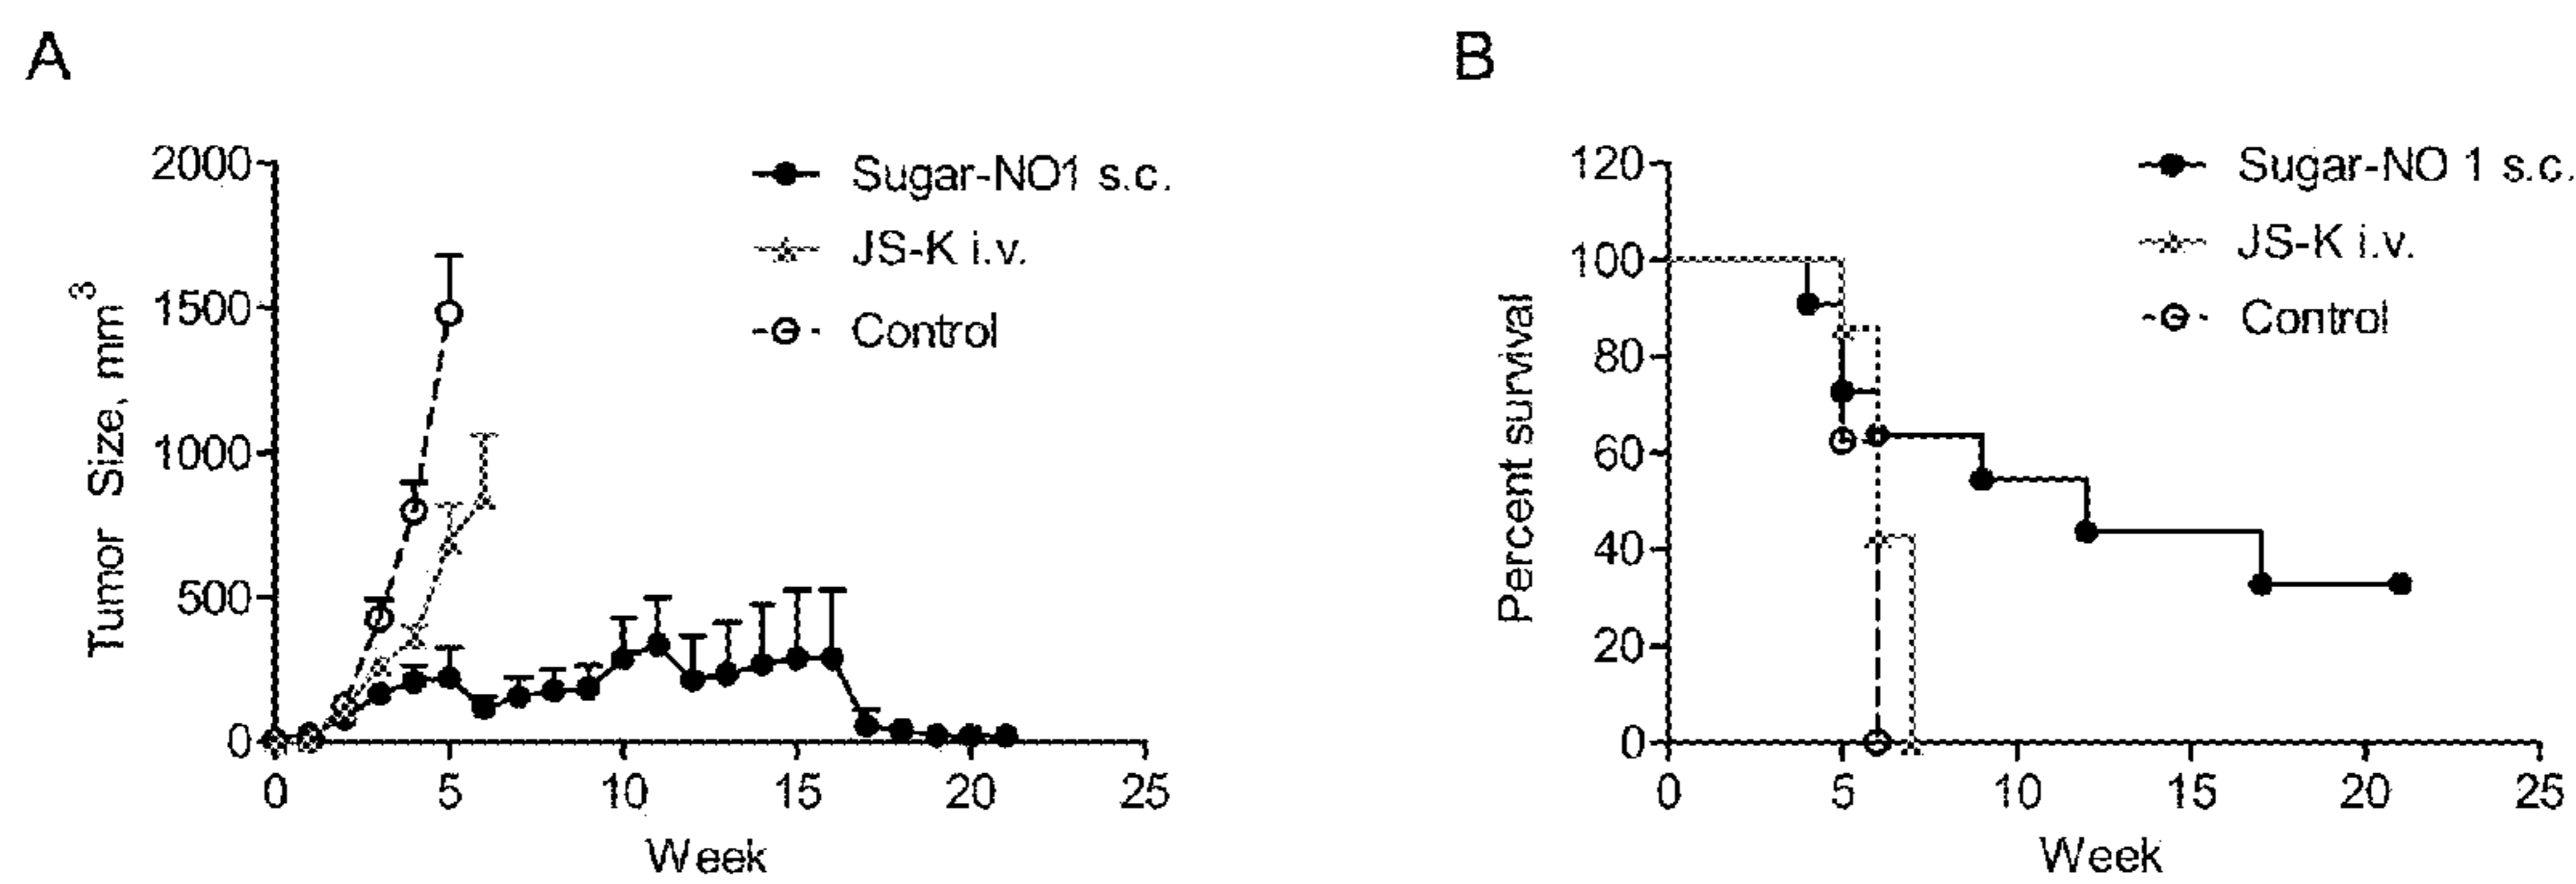 A
B
Tumor Size, mm³
2000
1500
1000
500
0
0 5 10 15 20 25
Week
Sugar-NO1 s.c.
JS-K i.v.
Control
Percent survival
120
100
80
60
40
20
0
0 5 10 15 20 25
Week
Sugar-NO 1 s.c.
JS-K i.v.
Control